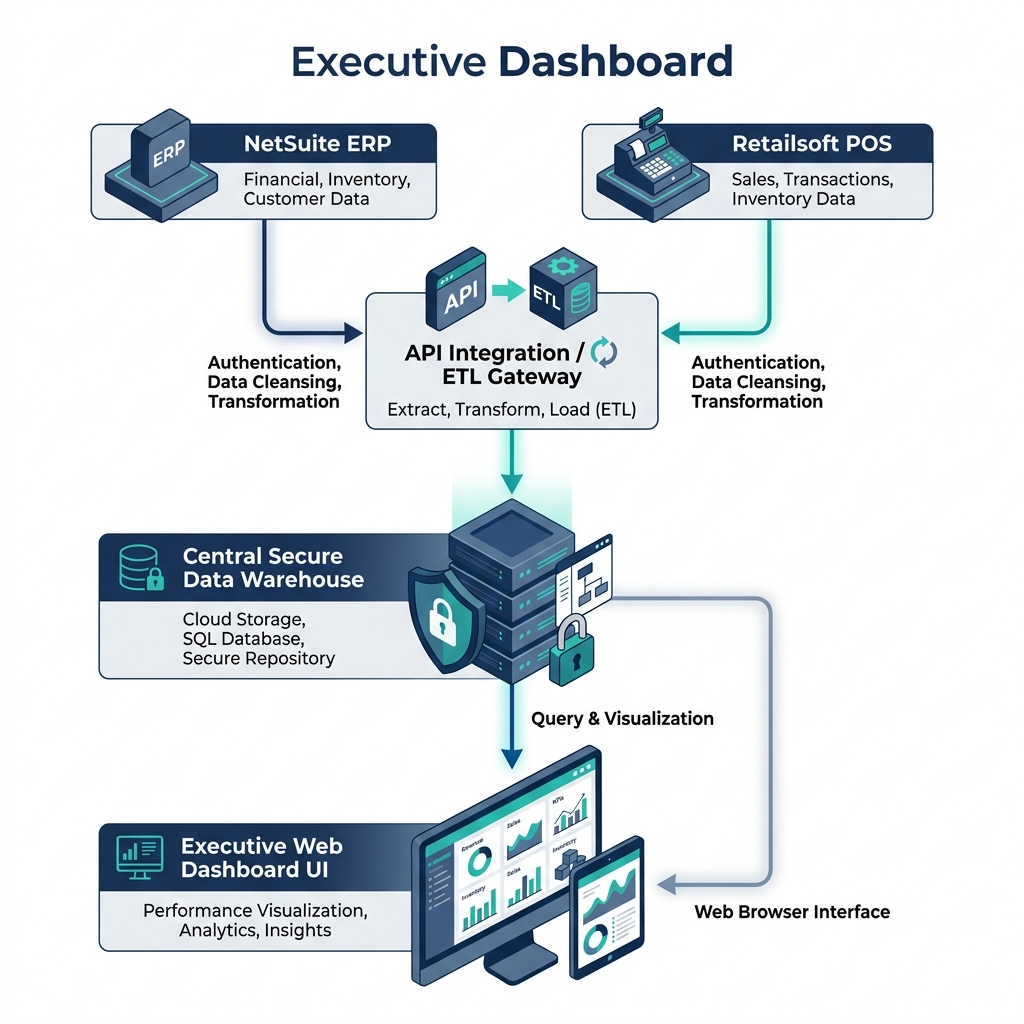 Executive Dashboard
ERP
NetSuite ERP
Financial, Inventory,
Customer Data
Retailsoft POS
Sales, Transactions,
Inventory Data
API
ETL
API Integration /
ETL Gateway
Extract, Transform, Load (ETL)
Authentication,
Data Cleansing,
Transformation
Authentication,
Data Cleansing,
Transformation
Central Secure
Data Warehouse
Cloud Storage,
SQL Database,
Secure Repository
Query & Visualization
Executive Web
Dashboard UI
Performance Visualization,
Analytics, Insights
Sales
KPIs
Inventory
Sales
Web Browser Interface